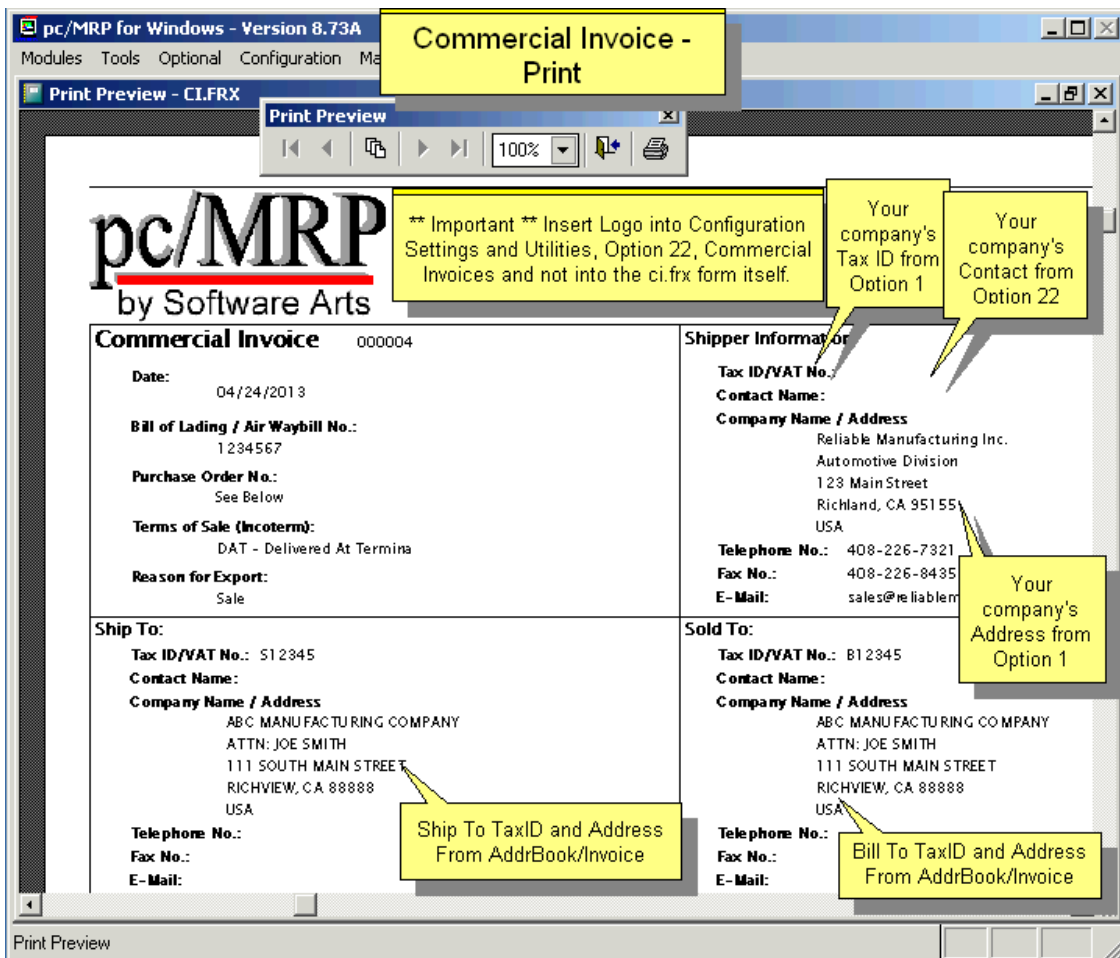 pc/MRP for Windows - Version 8.73A
Commercial Invoice -
Print
Modules Tools Optional Configuration
Print Preview - CI.FRX
Print Preview
100%
pc/MRP
by Software Arts
** Important ** Insert Logo into Configuration
Settings and Utilities, Option 22, Commercial
Invoices and not into the ci.frx form itself.
Your
company's
Tax ID from
Option 1
Your
company's
Contact from
Option 22
Commercial Invoice 000004
Date:
04/24/2013
Bill of Lading / Air Waybill No.:
1234567
Purchase Order No.:
See Below
Terms of Sale (Incoterm):
DAT - Delivered At Termina
Reason for Export:
Sale
Shipper Information
Tax ID/VAT No.:
Contact Name:
Company Name / Address
Reliable Manufacturing Inc.
Automotive Division
123 Main Street
Richland, CA 95155
USA
Telephone No.: 408-226-7321
Fax No.: 408-226-8435
E-Mail: sales@reliablem
Your
company's
Address from
Option 1
Ship To:
Tax ID/VAT No.: S12345
Contact Name:
Company Name / Address
ABC MANUFACTURING COMPANY
ATTN: JOE SMITH
111 SOUTH MAIN STREET
RICHVIEW, CA 88888
USA
Telephone No.:
Fax No.:
E-Mail:
Ship To TaxID and Address
From AddrBook/Invoice
Sold To:
Tax ID/VAT No.: B12345
Contact Name:
Company Name / Address
ABC MANUFACTURING COMPANY
ATTN: JOE SMITH
111 SOUTH MAIN STREET
RICHVIEW, CA 88888
USA
Telephone No.:
Fax No.:
E-Mail:
Bill To TaxID and Address
From AddrBook/Invoice
Print Preview